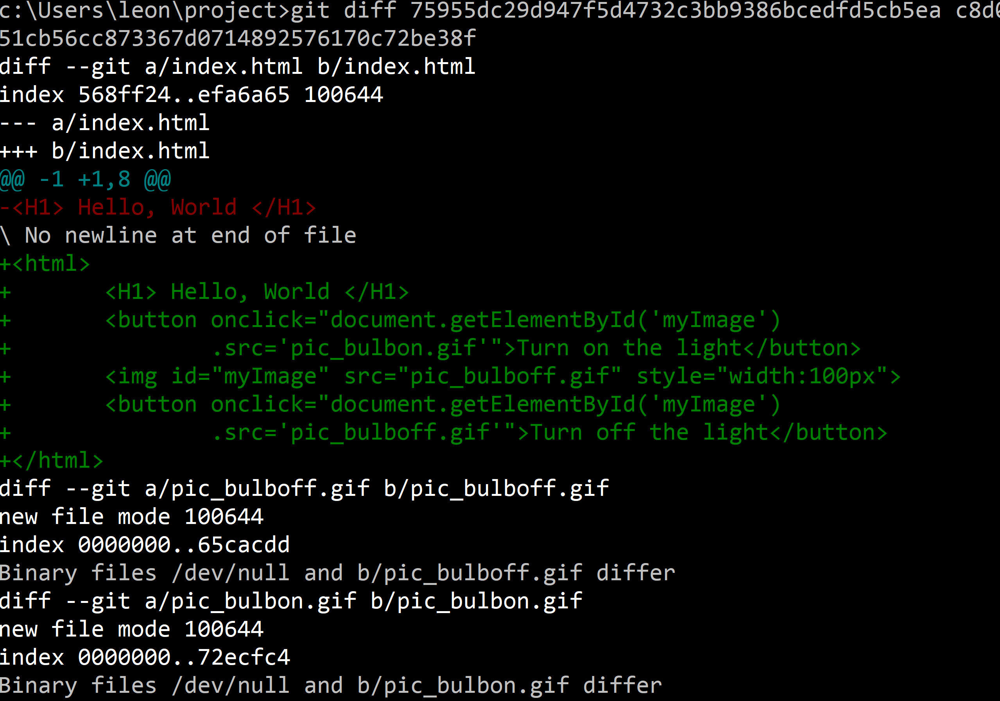 c:\Users\leon\project>git diff 75955dc29d947f5d4732c3bb9386bcedfd5cb5ea c8d0
51cb56cc873367d0714892576170c72be38f
diff --git a/index.html b/index.html
index 568ff24..efa6a65 100644
--- a/index.html
+++ b/index.html
@@ -1 +1,8 @@
-<H1> Hello, World </H1>
\ No newline at end of file
+<html>
+       <H1> Hello, World </H1>
+       <button onclick="document.getElementById('myImage')
+               .src='pic_bulbon.gif'">Turn on the light</button>
+       <img id="myImage" src="pic_bulboff.gif" style="width:100px">
+       <button onclick="document.getElementById('myImage')
+               .src='pic_bulboff.gif'">Turn off the light</button>
+</html>
diff --git a/pic_bulboff.gif b/pic_bulboff.gif
new file mode 100644
index 0000000..65cacdd
Binary files /dev/null and b/pic_bulboff.gif differ
diff --git a/pic_bulbon.gif b/pic_bulbon.gif
new file mode 100644
index 0000000..72ecfc4
Binary files /dev/null and b/pic_bulbon.gif differ